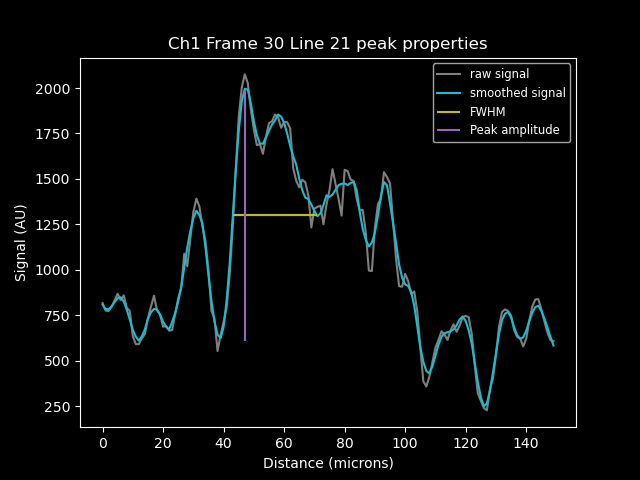 Ch1 Frame 30 Line 21 peak properties
raw signal
smoothed signal
FWHM
Peak amplitude
Signal (AU)
2000
1750
1500
1250
1000
750
500
250
0 20 40 60 80 100 120 140
Distance (microns)